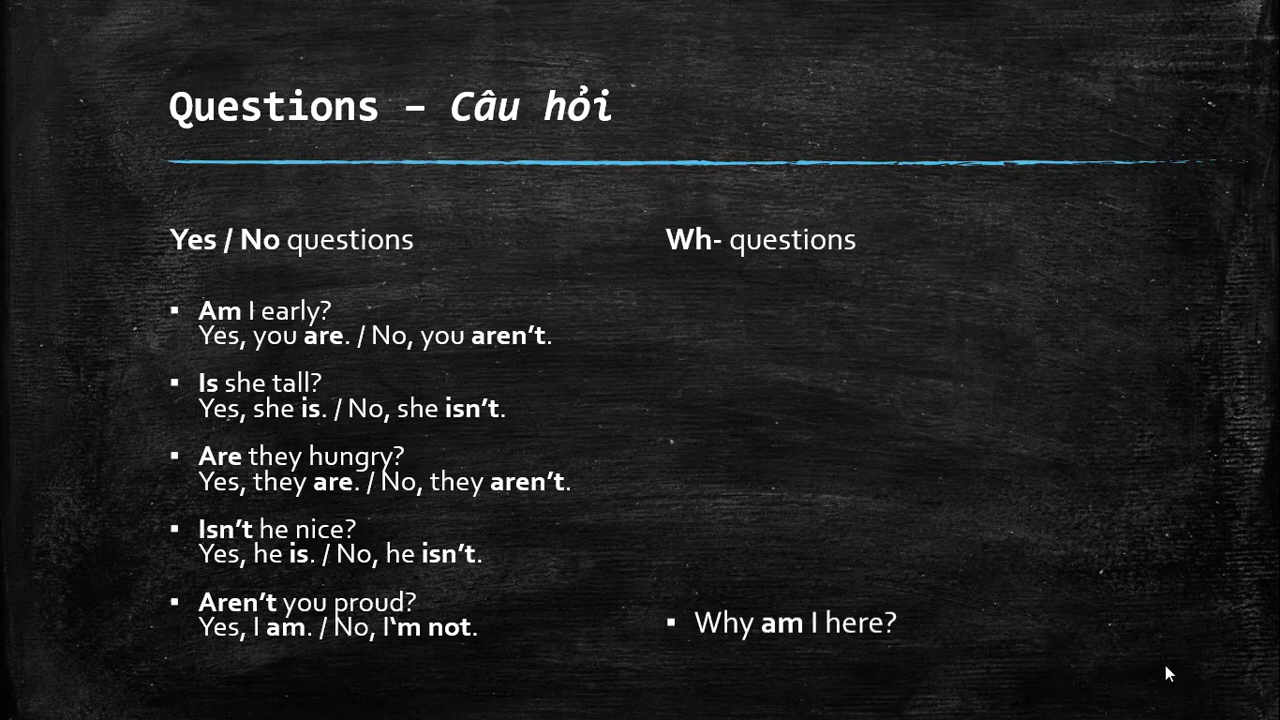 Questions – Câu hỏi
Yes / No questions
▪ Am I early?
Yes, you are. / No, you aren’t.
▪ Is she tall?
Yes, she is. / No, she isn’t.
▪ Are they hungry?
Yes, they are. / No, they aren’t.
▪ Isn’t he nice?
Yes, he is. / No, he isn’t.
▪ Aren’t you proud?
Yes, I am. / No, I‘m not.
Wh- questions
▪ Why am I here?